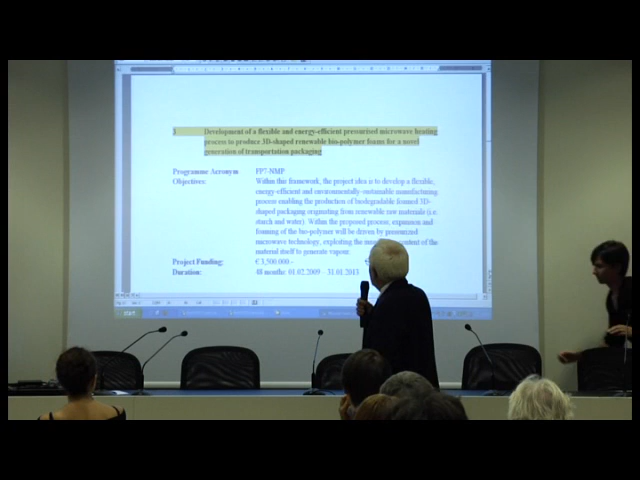 3 Development of a flexible and energy-efficient pressurised microwave heating
process to produce 3D-shaped renewable bio-polymer foams for a novel
generation of transportation packaging
Programme Acronym FP7-NMP
Objectives: Within this framework, the project idea is to develop a flexible,
energy-efficient and environmentally-sustainable manufacturing
process enabling the production of biodegradable foamed 3D-
shaped packaging originating from renewable raw materials (i.e.
starch and water). Within the proposed process, expansion and
foaming of the bio-polymer will be driven by pressurized
microwave technology, exploiting the content of the
material itself to generate vapour.
Project Funding: € 3,500.000 -
Duration: 48 months: 01.02.2009 - 31.01.2013
start